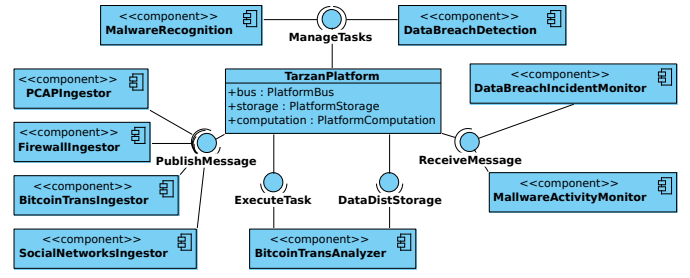 <<component>>
MalwareRecognition
<<component>>
DataBreachDetection
ManageTasks
<<component>>
PCAPIngestor
TarzanPlatform
+bus : PlatformBus
+storage : PlatformStorage
+computation : PlatformComputation
<<component>>
DataBreachIncidentMonitor
<<component>>
FirewallIngestor
PublishMessage
ReceiveMessage
<<component>>
BitcoinTransIngestor
ExecuteTask
DataDistStorage
<<component>>
MallwareActivityMonitor
<<component>>
SocialNetworksIngestor
<<component>>
BitcoinTransAnalyzer